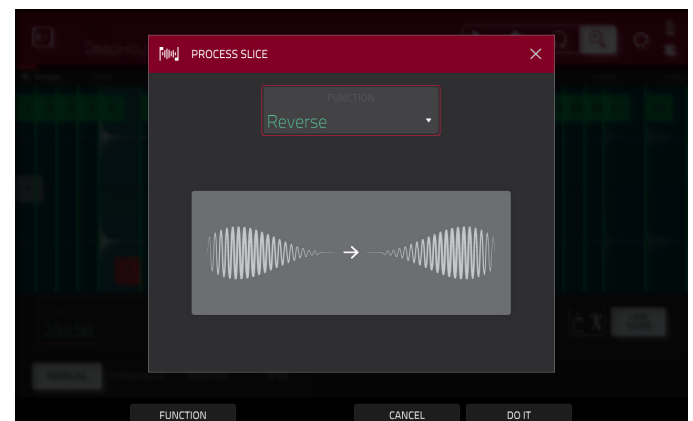 PROCESS SLICE
FUNCTION
Reverse
FUNCTION
CANCEL
DO IT